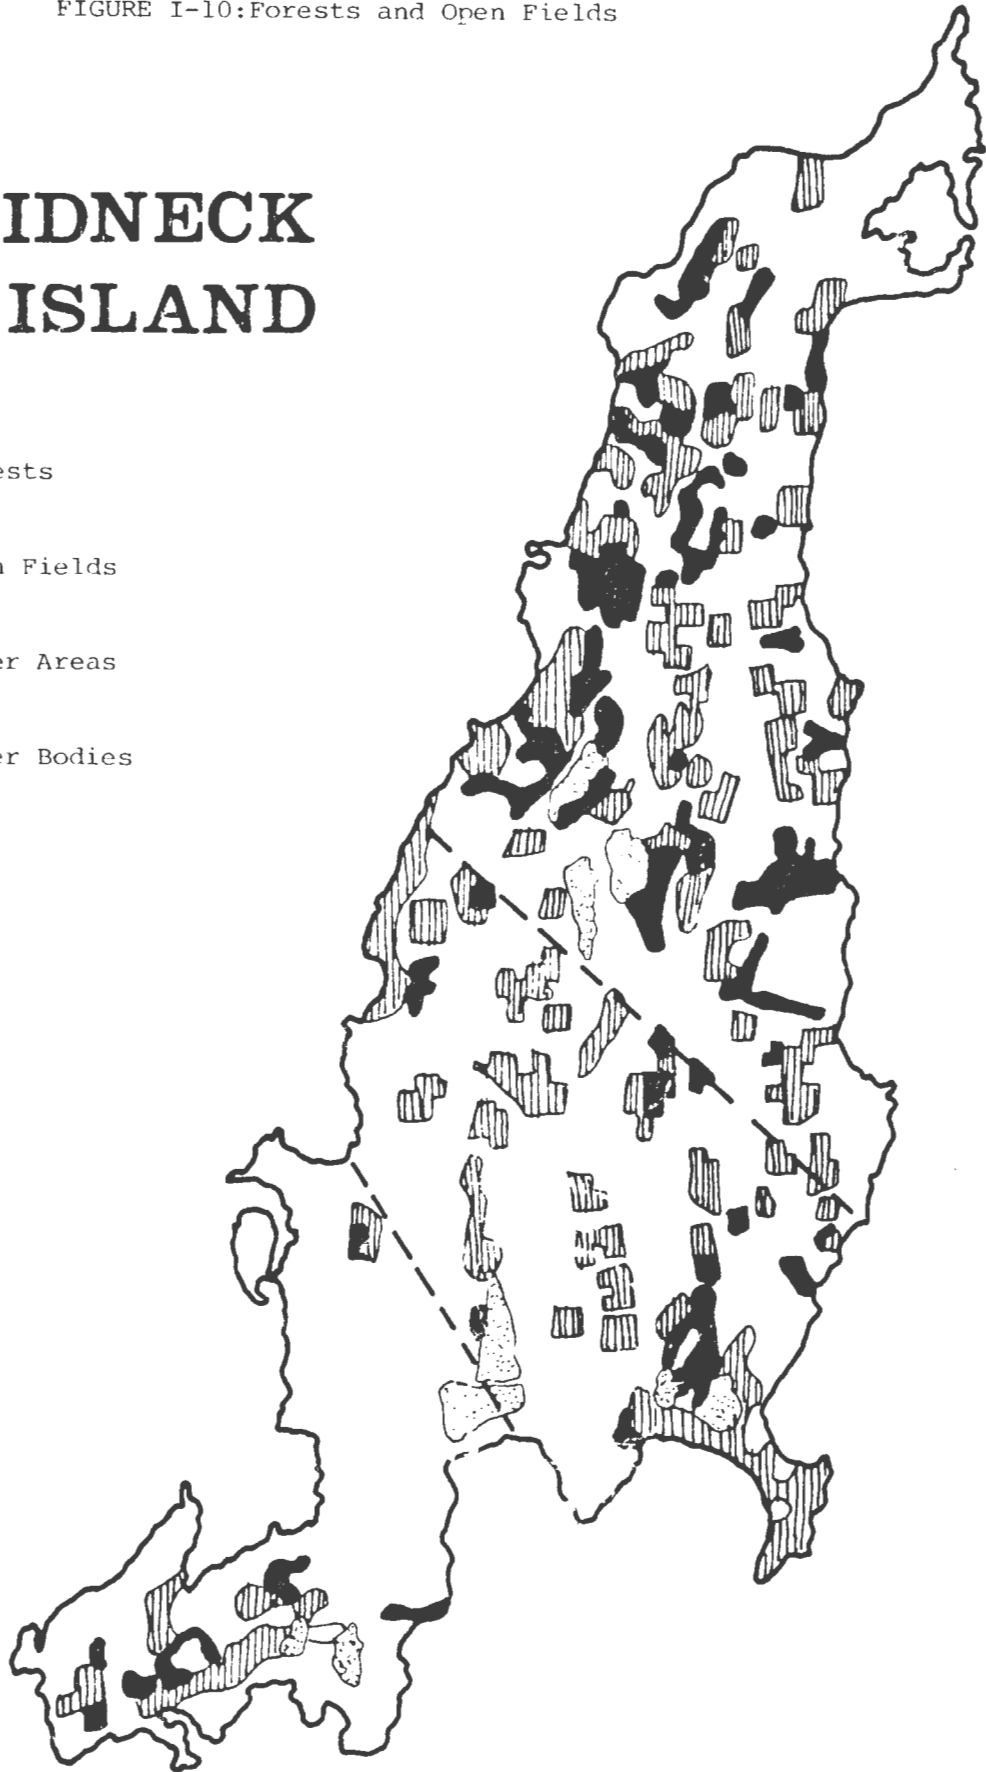 FIGURE I-10:Forests and Open Fields
IDNECK
ISLAND
ests
n Fields
er Areas
er Bodies